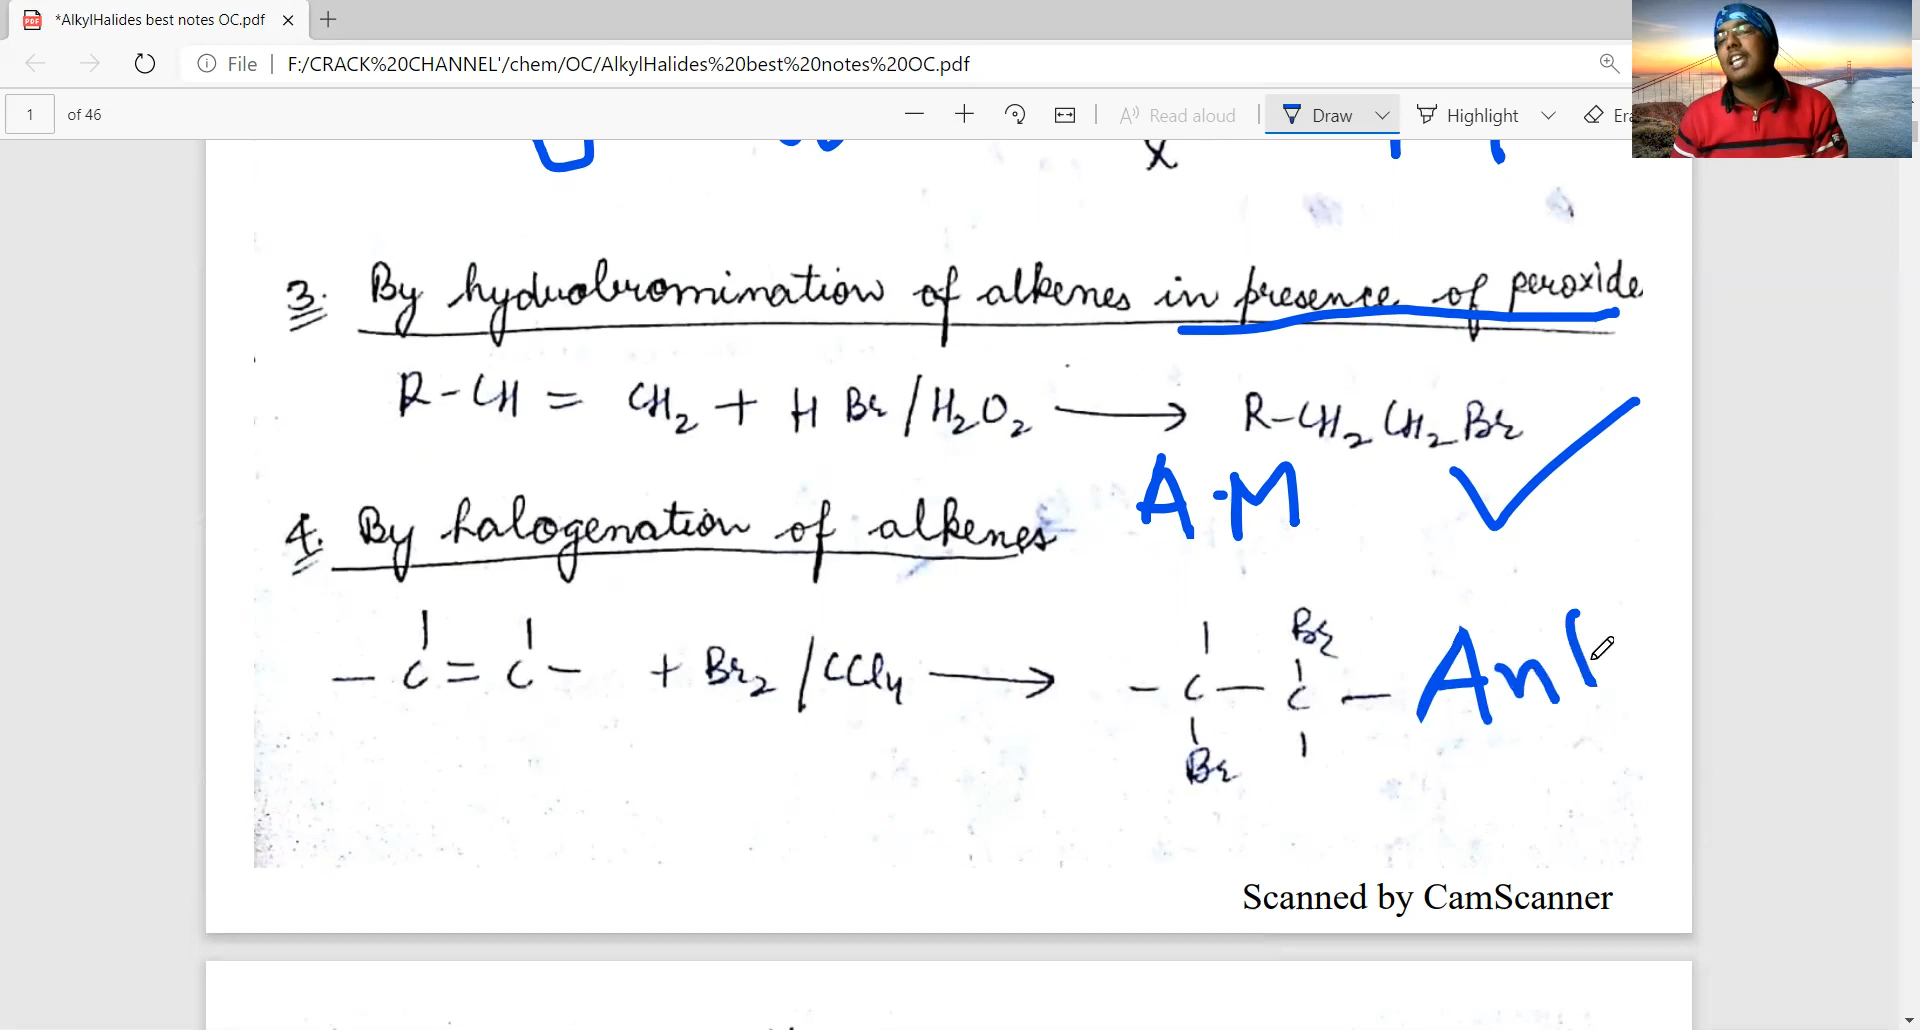 *AlkylHalides best notes OC.pdf
File | F:/CRACK%20CHANNEL'/chem/OC/AlkylHalides%20best%20notes%20OC.pdf
1 of 46 Read aloud Draw Highlight
x
3. By hydrobromination of alkenes in presence of peroxide
R-CH = CH2 + H Br / H2O2 → R-CH2 CH2 Br
A·M
4. By halogenation of alkenes
Br
- C = C - + Br2 / CCl4 → - C - C - An
Br
Scanned by CamScanner